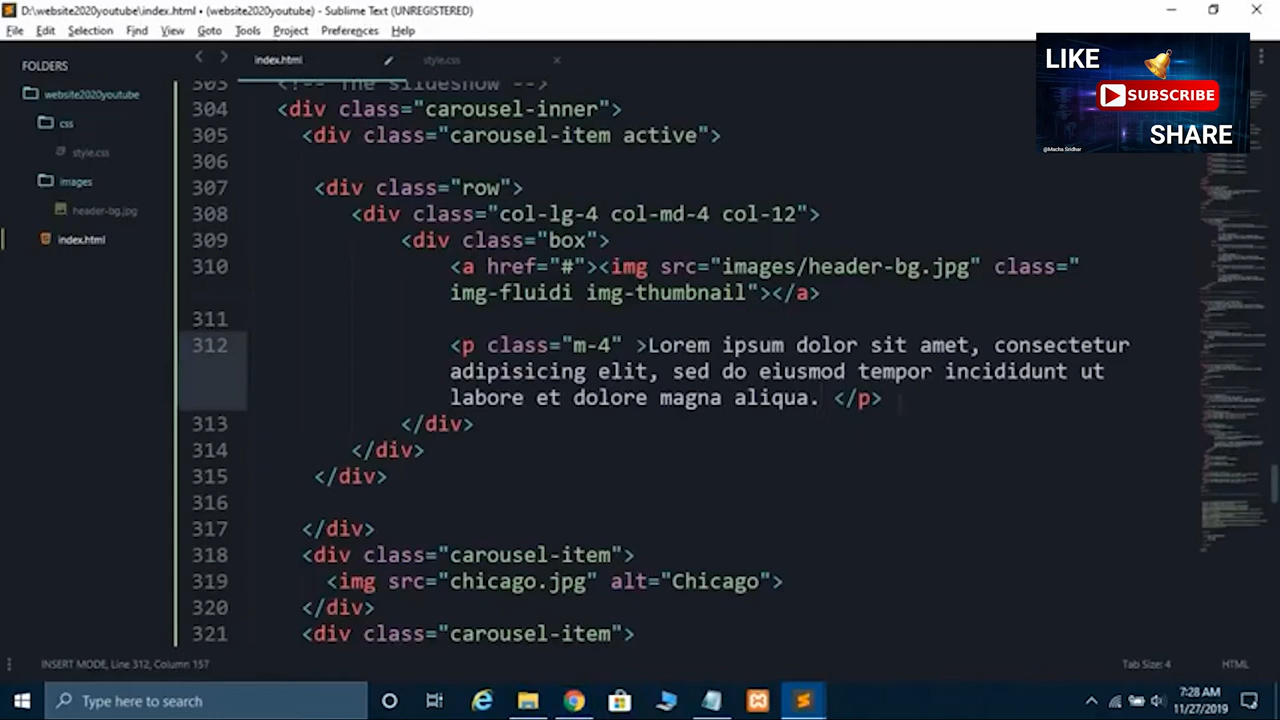 D:\website2020youtube\index.html • (website2020youtube) - Sublime Text (UNREGISTERED)
File Edit Selection Find View Goto Tools Project Preferences Help
LIKE
SUBSCRIBE
SHARE
@Macha Sridhar
FOLDERS
website2020youtube
css
style.css
images
header-bg.jpg
index.html
index.html style.css
303 <!-- The slideshow -->
304 <div class="carousel-inner">
305 <div class="carousel-item active">
306
307 <div class="row">
308 <div class="col-lg-4 col-md-4 col-12">
309 <div class="box">
310 <a href="#"><img src="images/header-bg.jpg" class="
img-fluidi img-thumbnail"></a>
311
312 <p class="m-4" >Lorem ipsum dolor sit amet, consectetur
adipisicing elit, sed do eiusmod tempor incididunt ut
labore et dolore magna aliqua. </p>
313 </div>
314 </div>
315 </div>
316
317 </div>
318 <div class="carousel-item">
319 <img src="chicago.jpg" alt="Chicago">
320 </div>
321 <div class="carousel-item">
INSERT MODE, Line 312, Column 157 Tab Size: 4 HTML
Type here to search
7:28 AM
11/27/2019